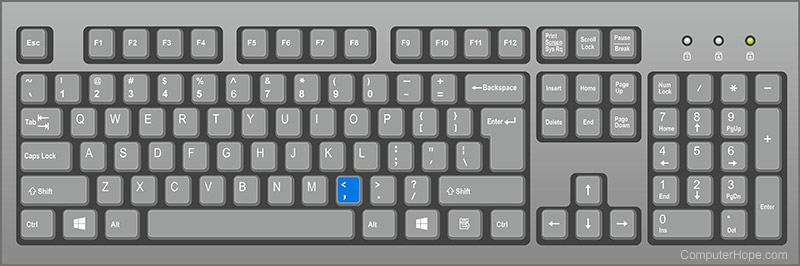 Esc F1 F2 F3 F4 F5 F6 F7 F8 F9 F10 F11 F12 Print Screen Sys Rq Scroll Lock Pause Break
~ ` ! 1 @ 2 # 3 $ 4 % 5 ^ 6 & 7 * 8 ( 9 ) 0 – - + = ←Backspace Insert Home Page Up Num Lock / * –
Tab Q W E R T Y U I O P { [ } ] Enter Delete End Page Down 7 Home 8 ↑ 9 PgUp +
Caps Lock A S D F G H J K L : ; " ' | \ 4 ← 5 6 →
⇧ Shift Z X C V B N M < , > . ? / ⇧ Shift ↑ 1 End 2 ↓ 3 PgDn Enter
Ctrl Alt Alt Ctrl ← ↓ → 0 Ins . Del
ComputerHope.com